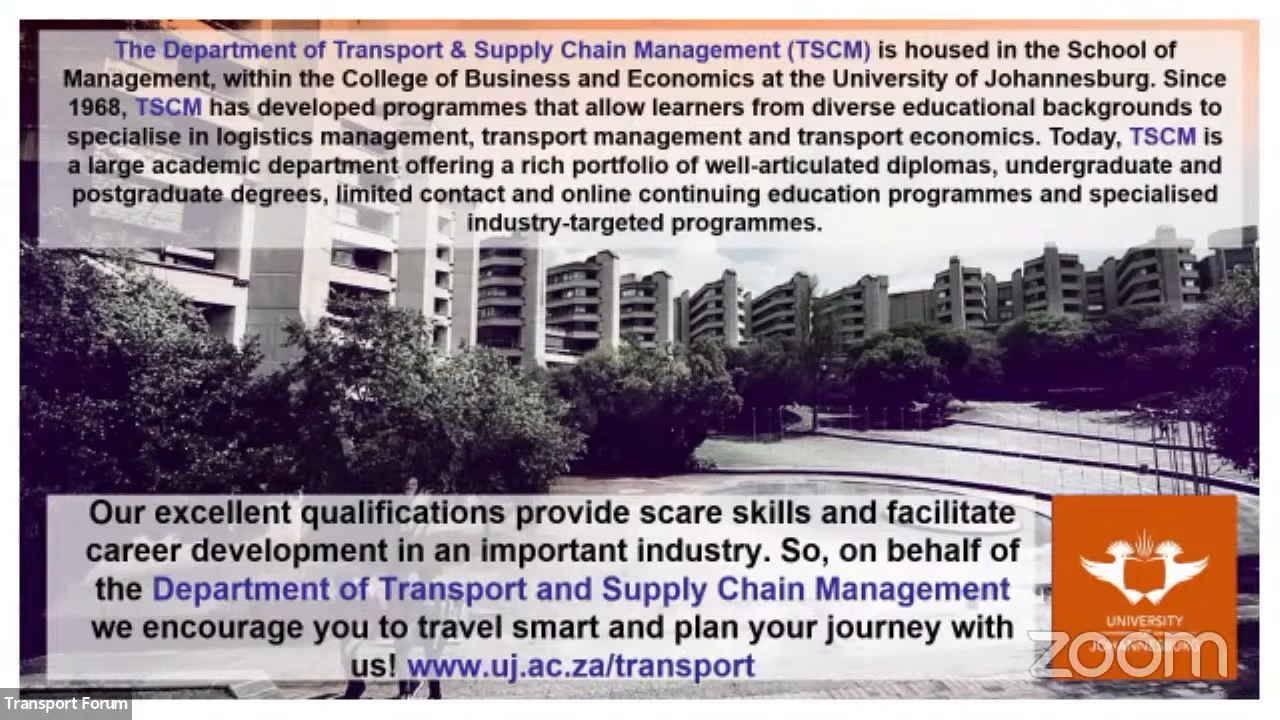 The Department of Transport & Supply Chain Management (TSCM) is housed in the School of
Management, within the College of Business and Economics at the University of Johannesburg. Since
1968, TSCM has developed programmes that allow learners from diverse educational backgrounds to
specialise in logistics management, transport management and transport economics. Today, TSCM is
a large academic department offering a rich portfolio of well-articulated diplomas, undergraduate and
postgraduate degrees, limited contact and online continuing education programmes and specialised
industry-targeted programmes.
Our excellent qualifications provide scare skills and facilitate
career development in an important industry. So, on behalf of
the Department of Transport and Supply Chain Management
we encourage you to travel smart and plan your journey with
us! www.uj.ac.za/transport
UNIVERSITY
OF
JOHANNESBURG
zoom
Transport Forum